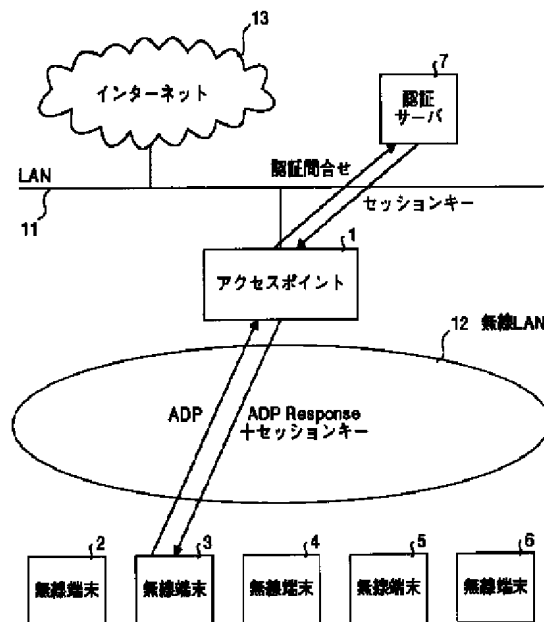 13
インターネット
7
認証
サーバ
認証問合せ
LAN
セッションキー
11
1
アクセスポイント
12 無線LAN
ADP
ADP Response
＋セッションキー
2
3
4
5
6
無線端末
無線端末
無線端末
無線端末
無線端末